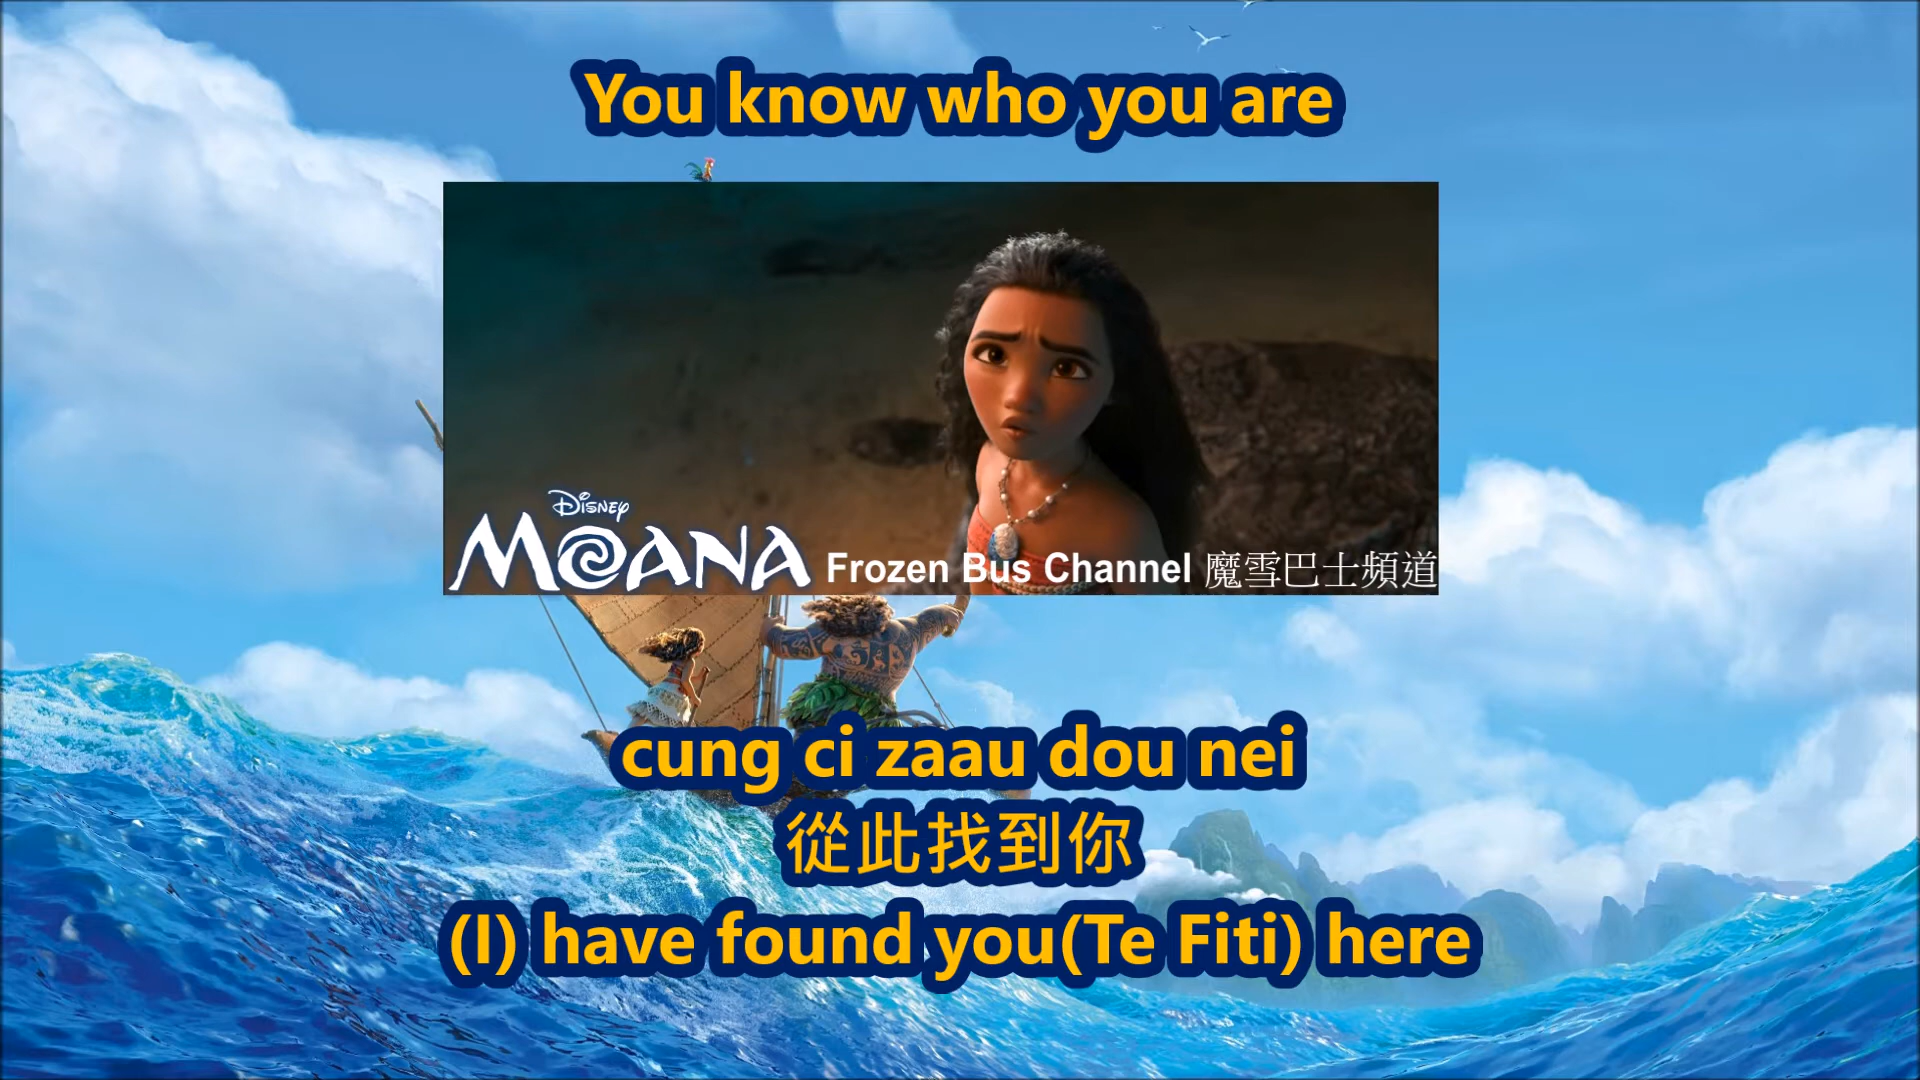 You know who you are
Disney
MOANA
Frozen Bus Channel 魔雪巴士頻道
cung ci zaau dou nei
從此找到你
(I) have found you(Te Fiti) here